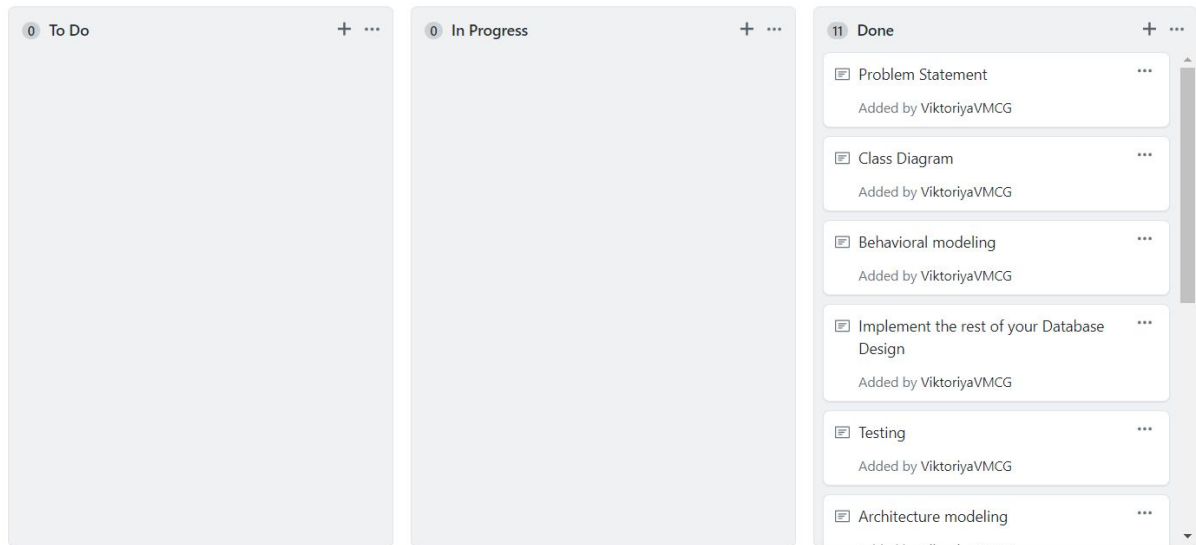 0 To Do
0 In Progress
11 Done
Problem Statement
Added by ViktoriyaVMCG
Class Diagram
Added by ViktoriyaVMCG
Behavioral modeling
Added by ViktoriyaVMCG
Implement the rest of your Database
Design
Added by ViktoriyaVMCG
Testing
Added by ViktoriyaVMCG
Architecture modeling